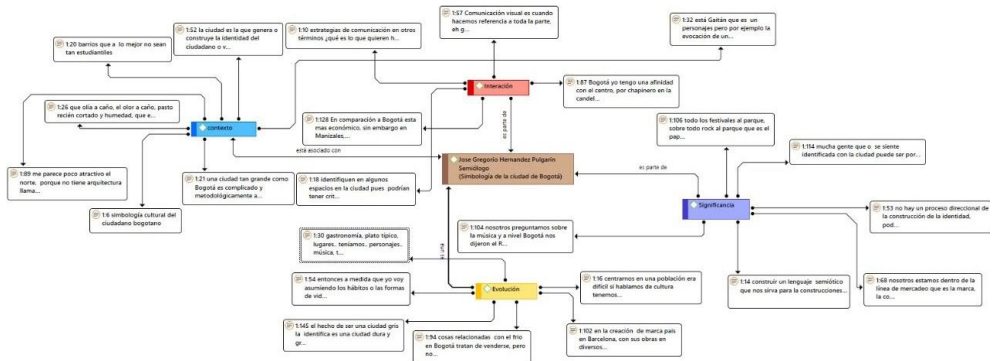 1:57 Comunicación visual es cuando
hacemos referencia a toda la parte,
eh g...
1:32 está Gaitán que es un
personajes pero por ejemplo la
evocación de un...
1:52 la ciudad es la que genera o
construye la identidad del
ciudadano o v...
1:10 estrategias de comunicación en otros
términos ¿qué es lo que quieren h...
1:20 barrios que a lo mejor no sean
tan estudiantiles
Interación
1:87 Bogotá yo tengo una afinidad
con el centro, por chapinero en la
candel...
1:26 que olía a caño, el olor a caño, pasto
recién cortado y humedad, que e...
contexto
1:128 En comparación a Bogotá esta
mas económico, sin embargo en
Manizales,...
es parte de
1:106 todo los festivales al parque,
sobre todo rock al parque que es el
pap...
1:114 mucha gente que o se siente
identificada con la ciudad puede ser por...
está asociado con
Jose Gregorio Hernandez Pulgarin
Semiólogo
(Simbología de la ciudad de Bogotá)
es parte de
1:89 me parece poco atractivo el
norte, porque no tiene arquitectura
llama...
1:21 una ciudad tan grande como
Bogotá es complicado y
metodológicamente a...
1:18 identifiquen en algunos
espacios en la ciudad pues podrían
tener crit...
1:6 simbología cultural del
ciudadano bogotano
Significancia
1:53 no hay un proceso direccional de
la construcción de la identidad,
pod...
1:30 gastronomía, plato típico,
lugares.. teníamos.. personajes..
música, t...
1:104 nosotros preguntamos sobre
la música y a nivel Bogotá nos
dijeron el R...
es una
1:54 entonces a medida que yo voy
asumiendo los hábitos o las formas
de vid...
Evolución
1:16 centrarnos en una población era
difícil si hablamos de cultura
tenemos...
1:14 construir un lenguaje semiótico
que nos sirva para la construcciones...
1:68 nosotros estamos dentro de la
línea de mercadeo que es la marca,
la co...
1:145 el hecho de ser una ciudad gris
la identifica es una ciudad dura y
gr...
1:94 cosas relacionadas con el frio
en Bogotá tratan de venderse, pero
no...
1:102 en la creación de marca país
en Barcelona, con sus obras en
diversos...